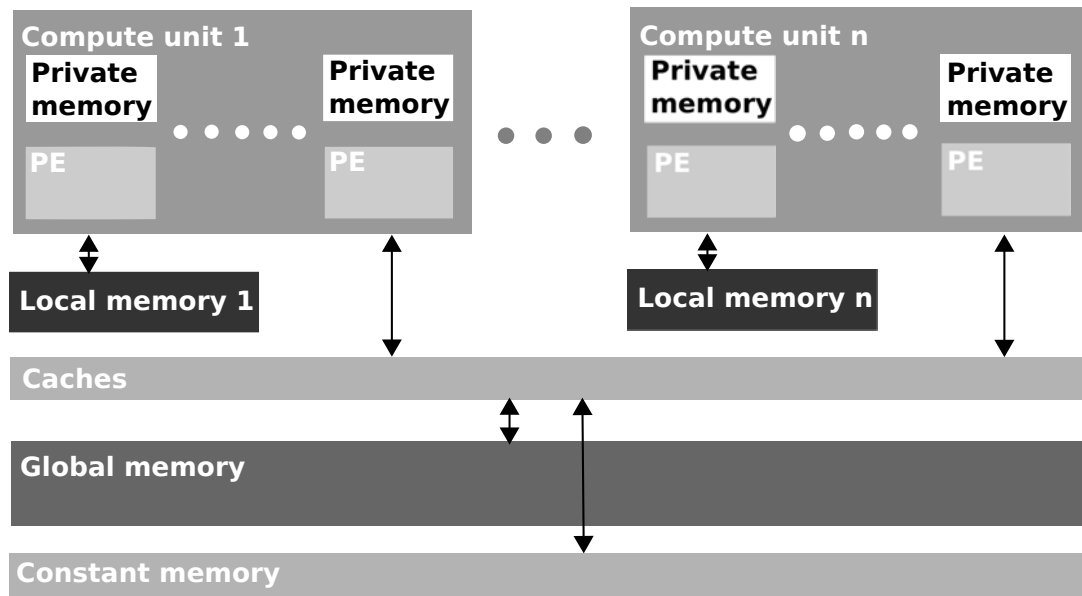 Compute unit 1
Private
memory
PE
Private
memory
PE
Compute unit n
Private
memory
PE
Private
memory
PE
Local memory 1
Local memory n
Caches
Global memory
Constant memory